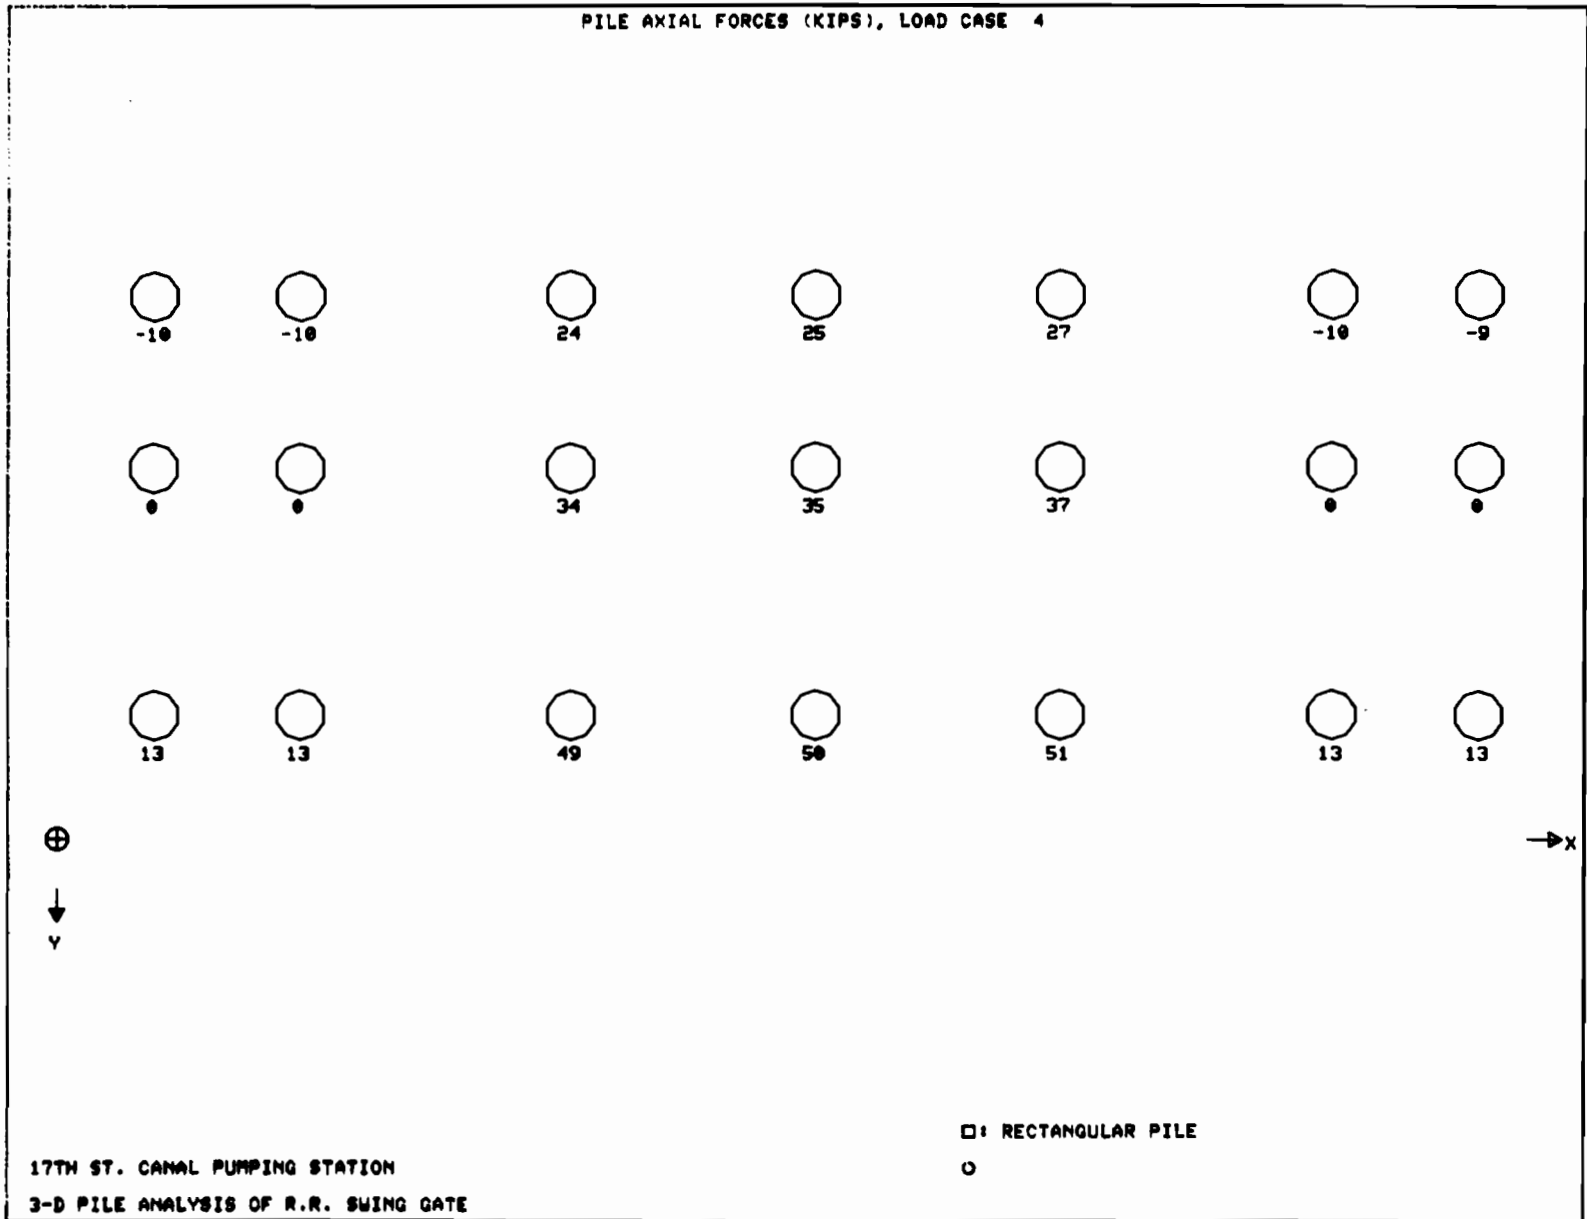 PILE AXIAL FORCES (KIPS), LOAD CASE 4
-10 -10 24 25 27 -10 -9
0 0 34 35 37 0 0
13 13 49 50 51 13 13
X
Y
□: RECTANGULAR PILE
17TH ST. CANAL PUMPING STATION
3-D PILE ANALYSIS OF R.R. SWING GATE